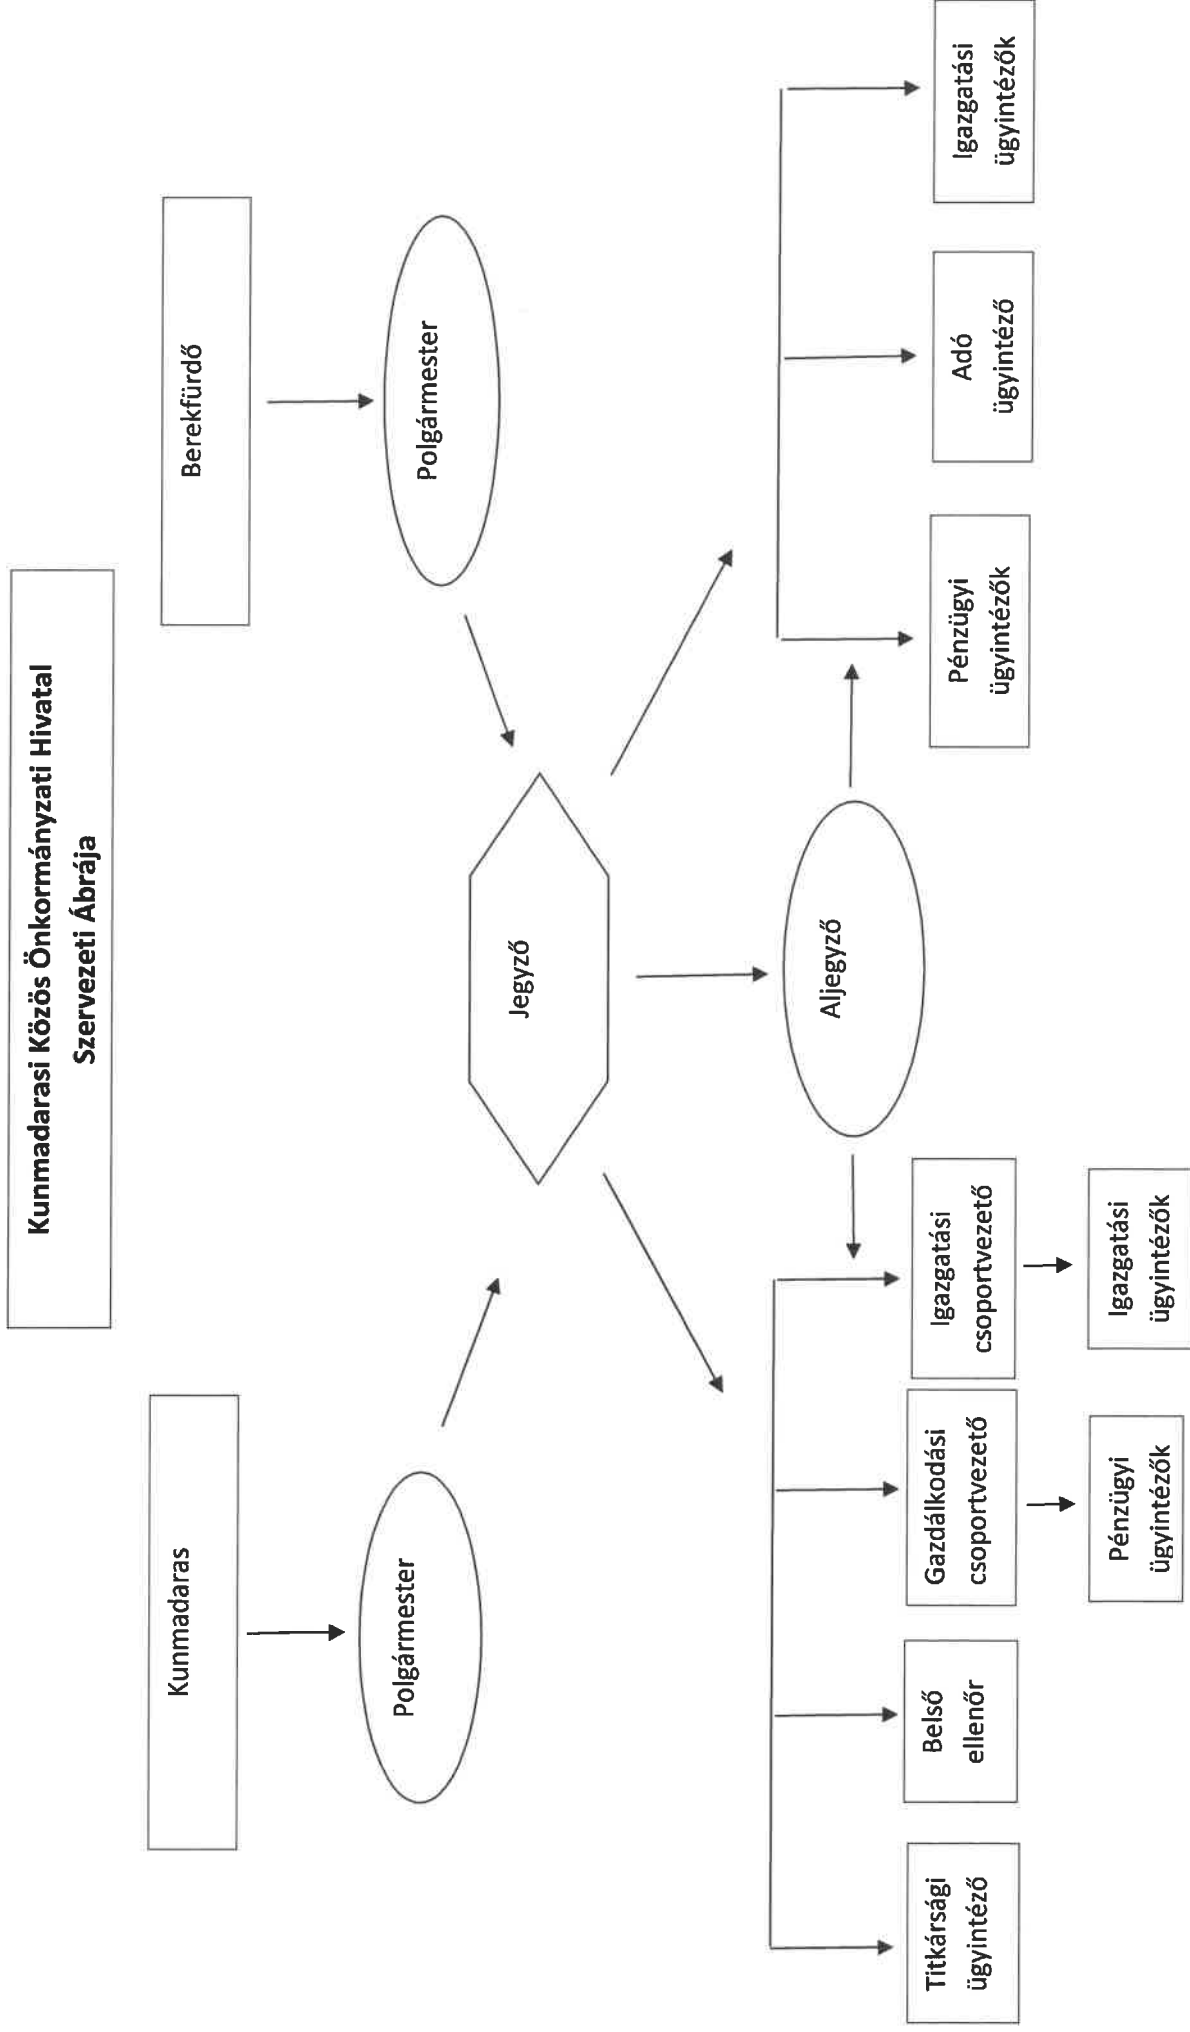 Kunmadarasi Közös Önkormányzati Hivatal
Szervezeti Ábrája
Kunmadaras
Berekfürdő
Polgármester
Polgármester
Jegyző
Aljegyző
Titkársági
ügyintéző
Belső
ellenőr
Gazdálkodási
csoportvezető
Igazgatási
csoportvezető
Pénzügyi
ügyintézők
Adó
ügyintéző
Igazgatási
ügyintézők
Pénzügyi
ügyintézők
Igazgatási
ügyintézők